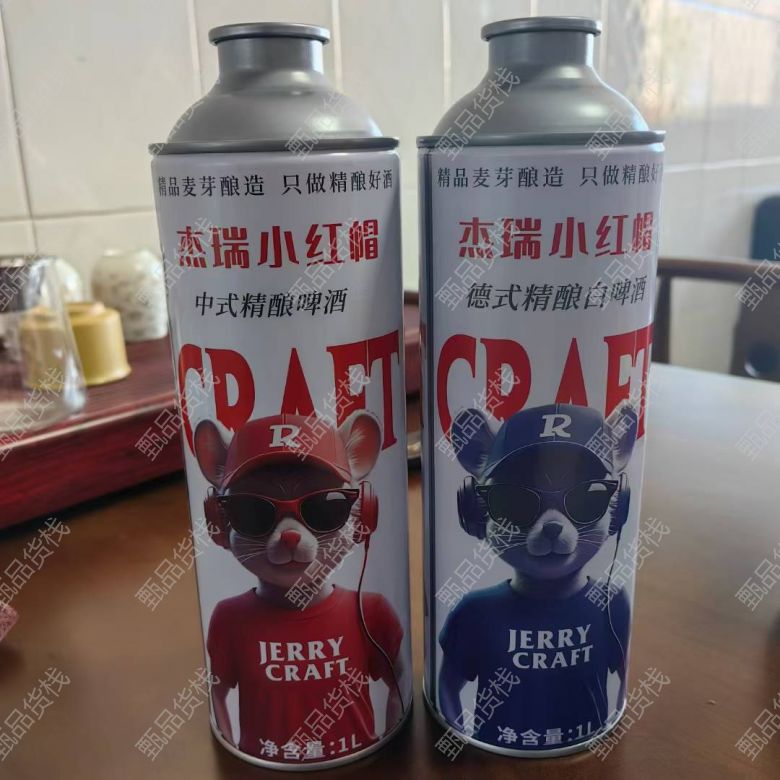 精品麦芽酿造 只做精酿好酒
杰瑞小红帽
中式精酿啤酒
CRAFT
R
JERRY
CRAFT
净含量:1L
精品麦芽酿造 只做精酿好
杰瑞小红帽
德式精酿白啤酒
CRAFT
R
JERRY
CRAFT
净含量:1L
甄品货栈